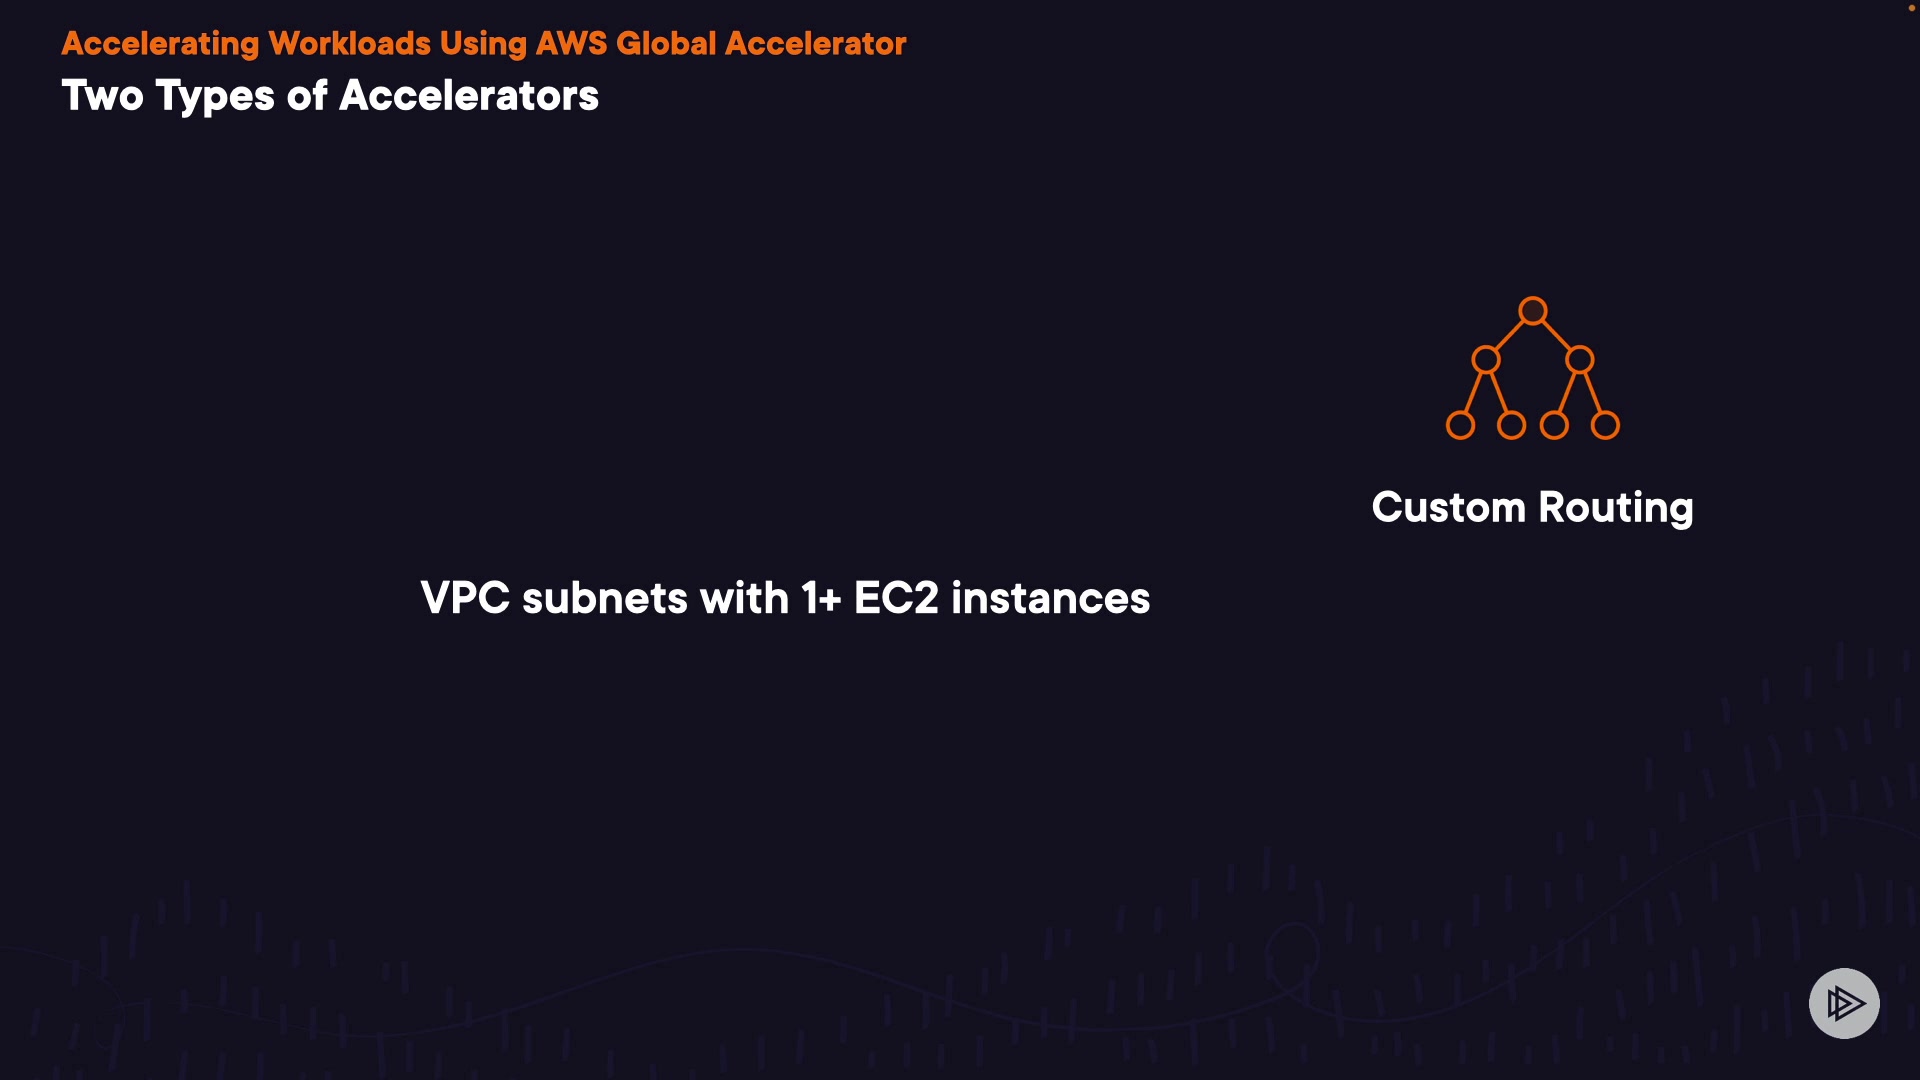 Accelerating Workloads Using AWS Global Accelerator
Two Types of Accelerators
Custom Routing
VPC subnets with 1+ EC2 instances